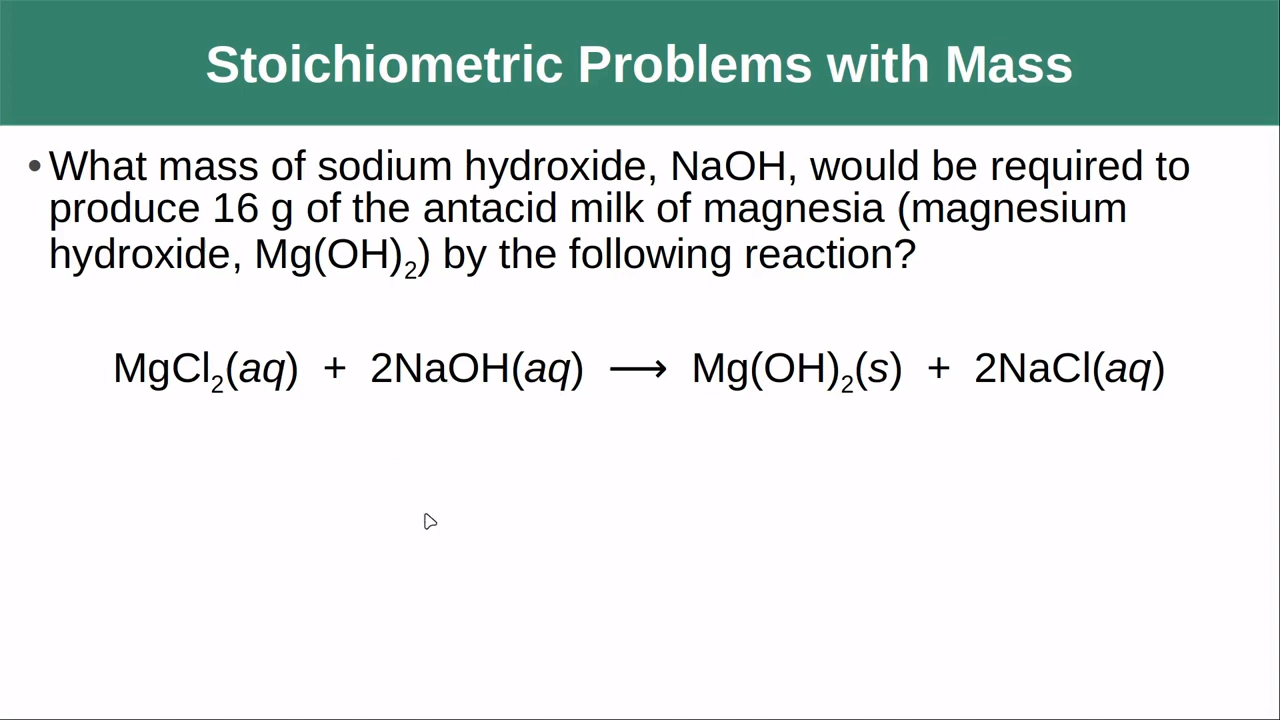 Stoichiometric Problems with Mass
•What mass of sodium hydroxide, NaOH, would be required to
produce 16 g of the antacid milk of magnesia (magnesium
hydroxide, Mg(OH)₂) by the following reaction?
MgCl₂(aq) + 2NaOH(aq) ⟶ Mg(OH)₂(s) + 2NaCl(aq)